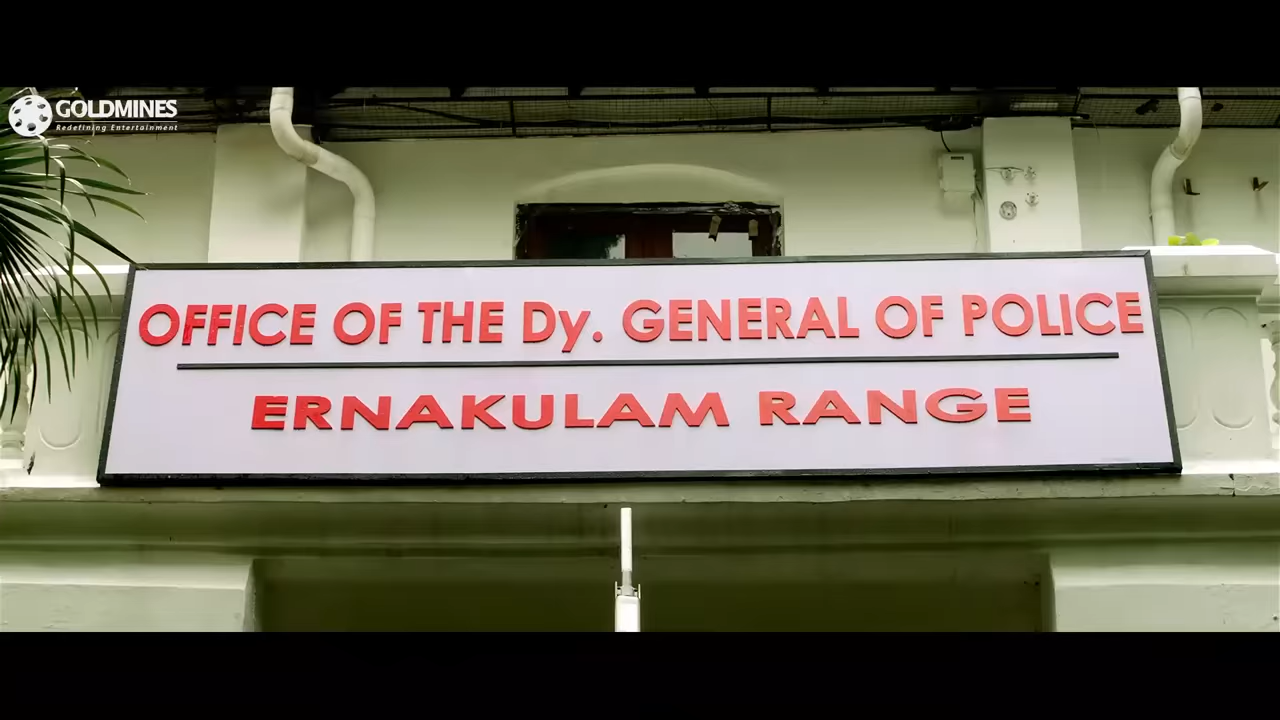 GOLDMINES
Redefining Entertainment
OFFICE OF THE Dy. GENERAL OF POLICE
ERNAKULAM RANGE